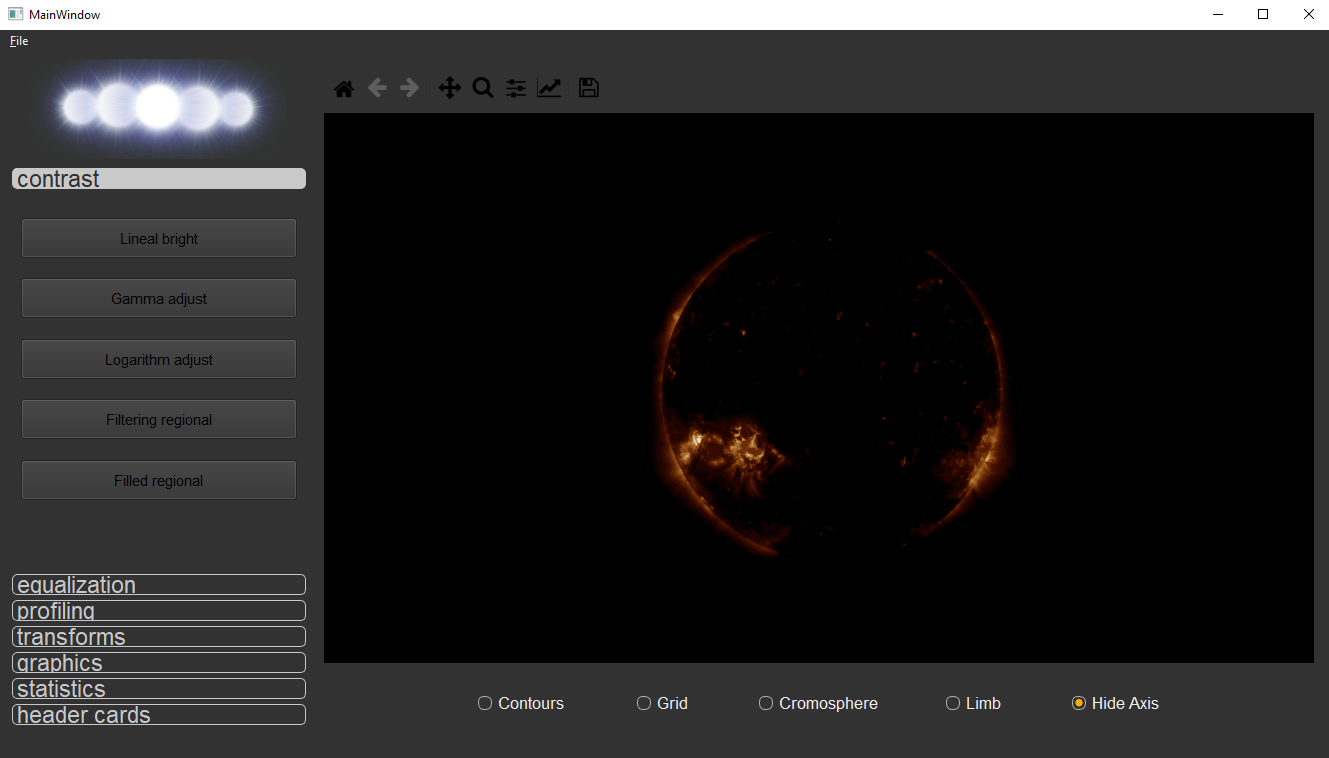 MainWindow
File
contrast
Lineal bright
Gamma adjust
Logarithm adjust
Filtering regional
Filled regional
equalization
profiling
transforms
graphics
statistics
header cards
Contours
Grid
Cromosphere
Limb
Hide Axis